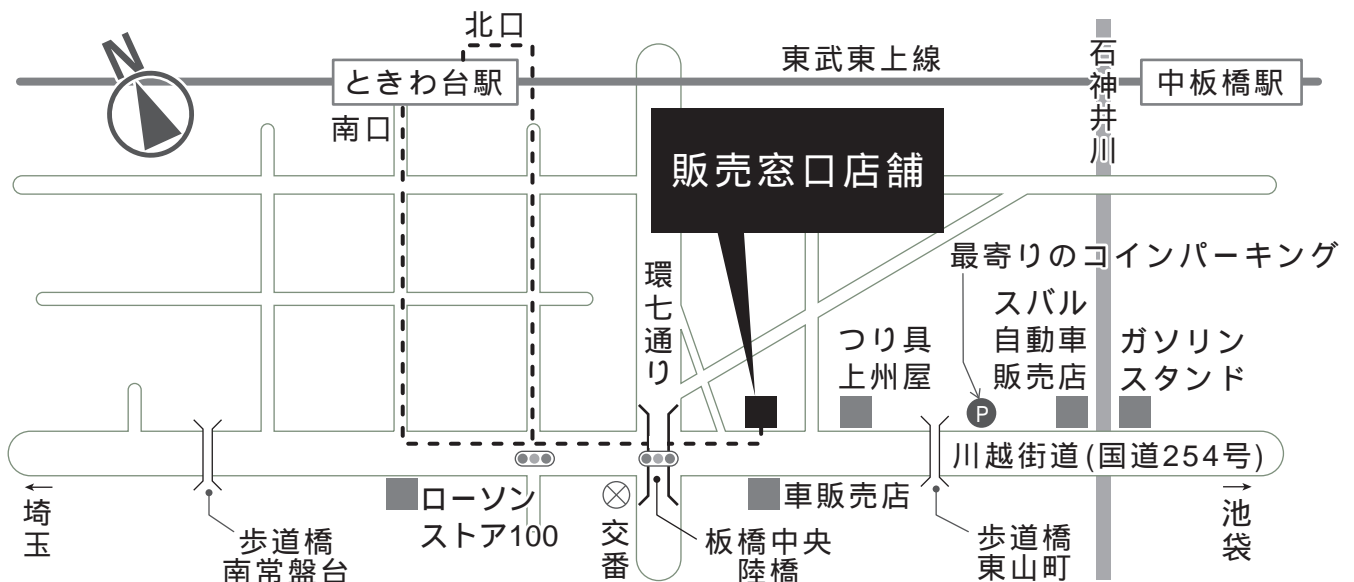 北口
N
ときわ台駅
東武東上線
石神井川
中板橋駅
南口
販売窓口店舗
環七通り
最寄りのコインパーキング
スバル
自動車
販売店
つり具
上州屋
ガソリン
スタンド
P
川越街道(国道254号)
←
埼玉
歩道橋
南常盤台
ローソン
ストア100
交番
板橋中央
陸橋
車販売店
歩道橋
東山町
→
池袋